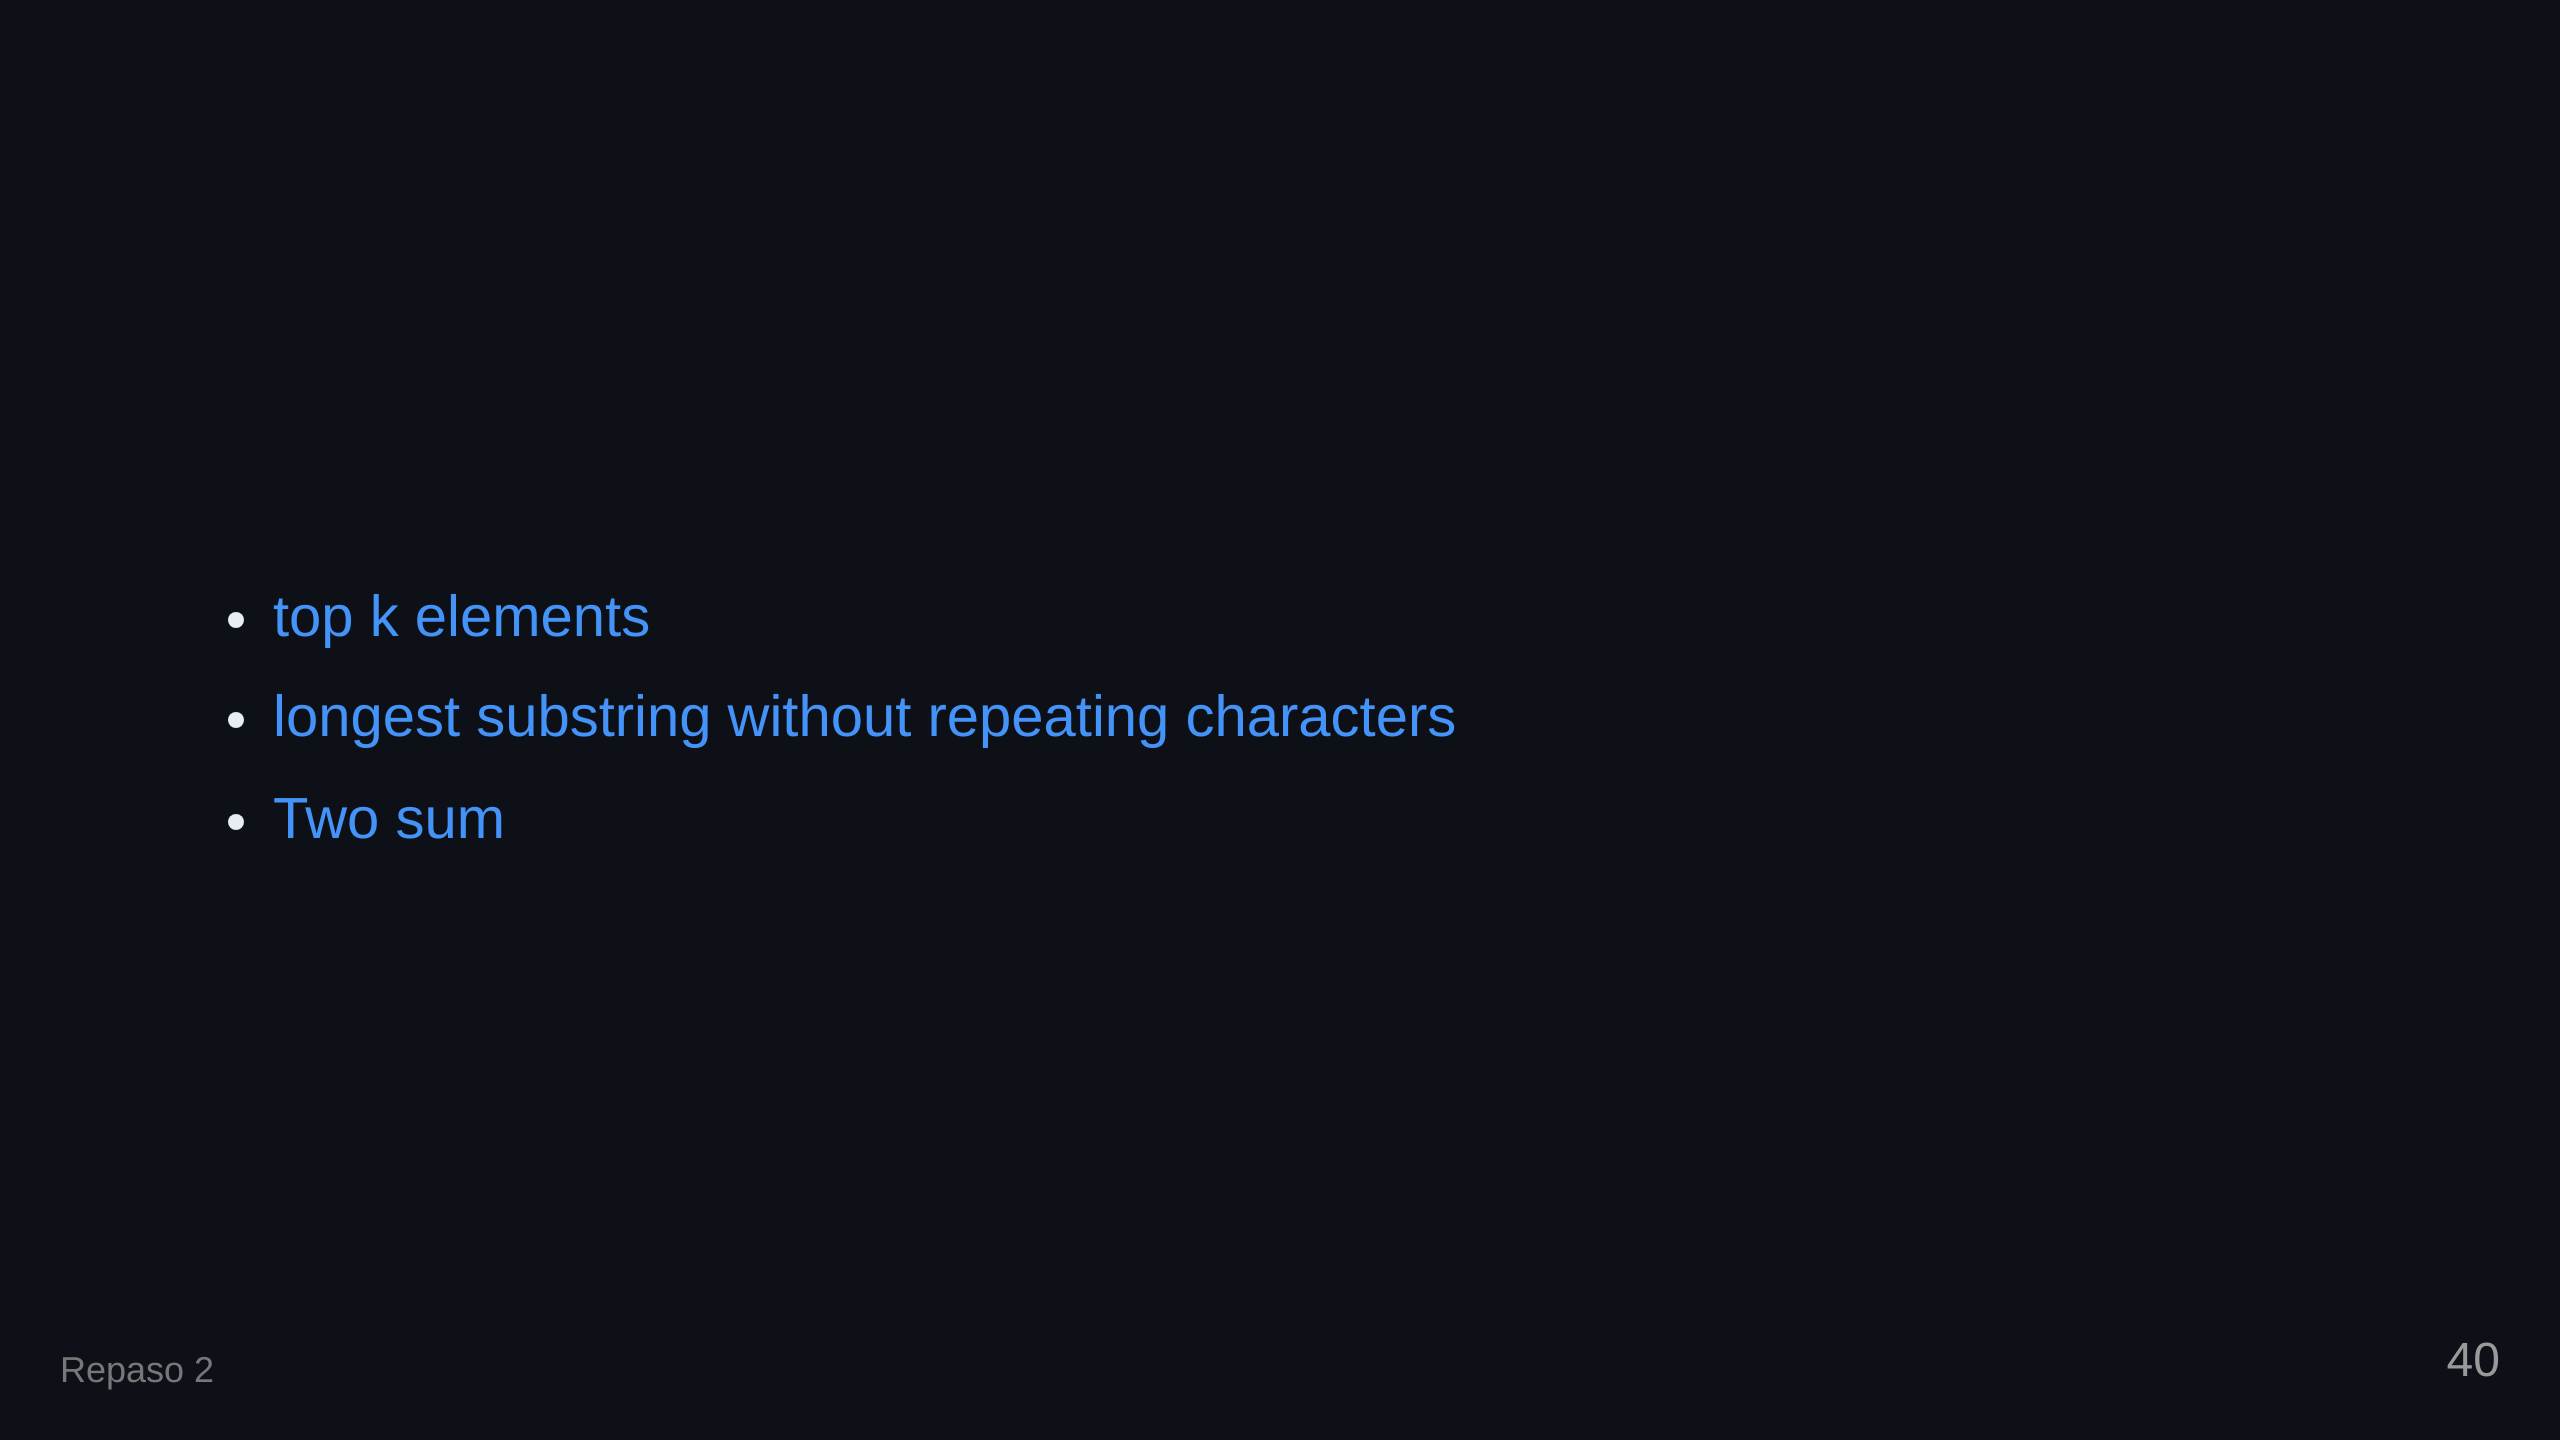 top k elements
longest substring without repeating characters
Two sum
Repaso 2
40